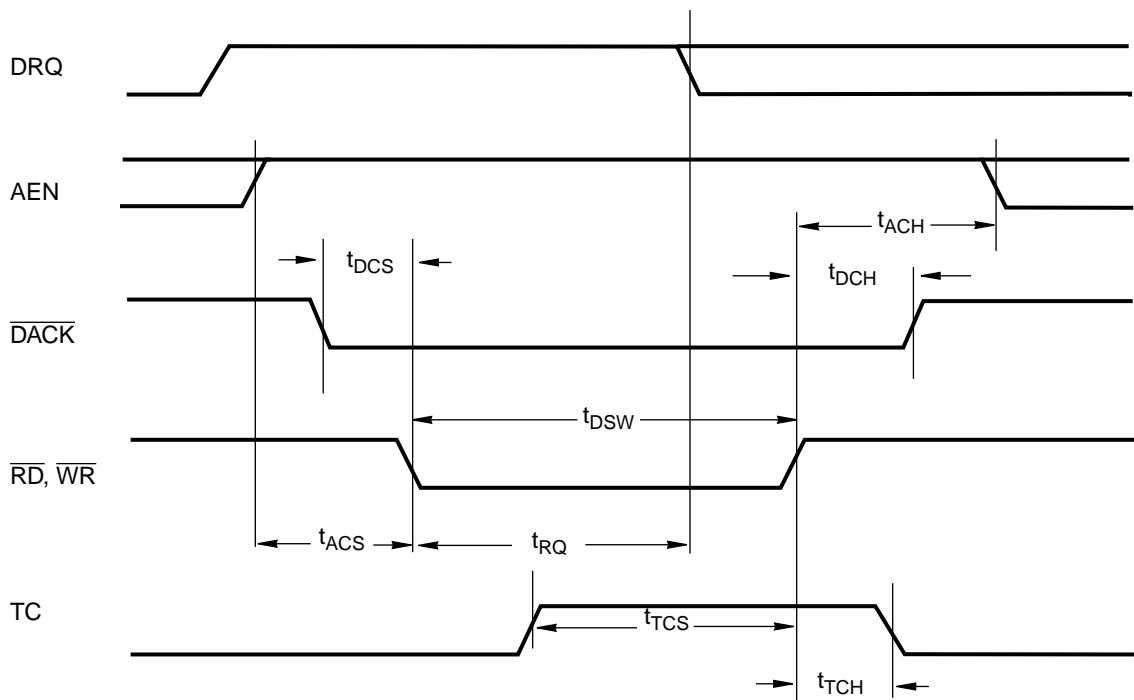 DRQ
AEN
tACH
tDCS
tDCH
DACK
tDSW
RD, WR
tACS
tRQ
TC
tTCS
tTCH